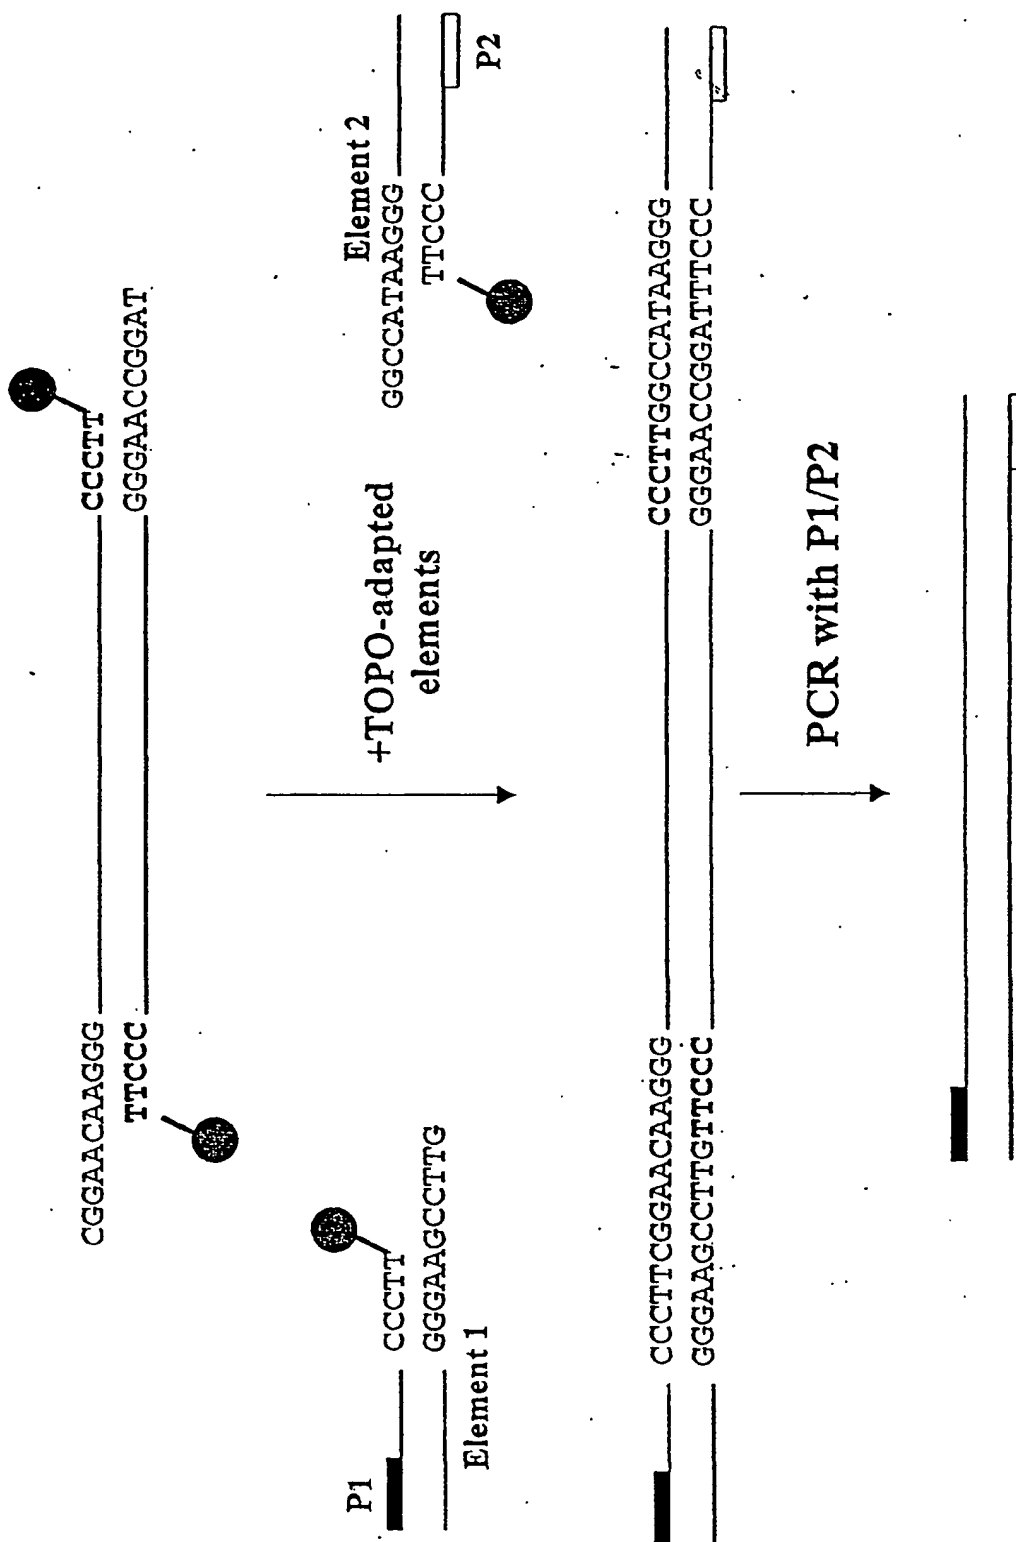 CCCTT
CGGAACAAGGG
GGGAACCGGAT
TTCCC
+TOPO-adapted
elements
Element 2
P1
CCCTT
GGCCATAAGGG
GGGAAGCCTTG
TTCCC
Element 1
P2
CCCTTCGGAACAAGGG
CCCTTGGCCATAAGGG
GGGAAGCCTTGTTCCC
GGGAACCGGATTTCCC
PCR with P1/P2